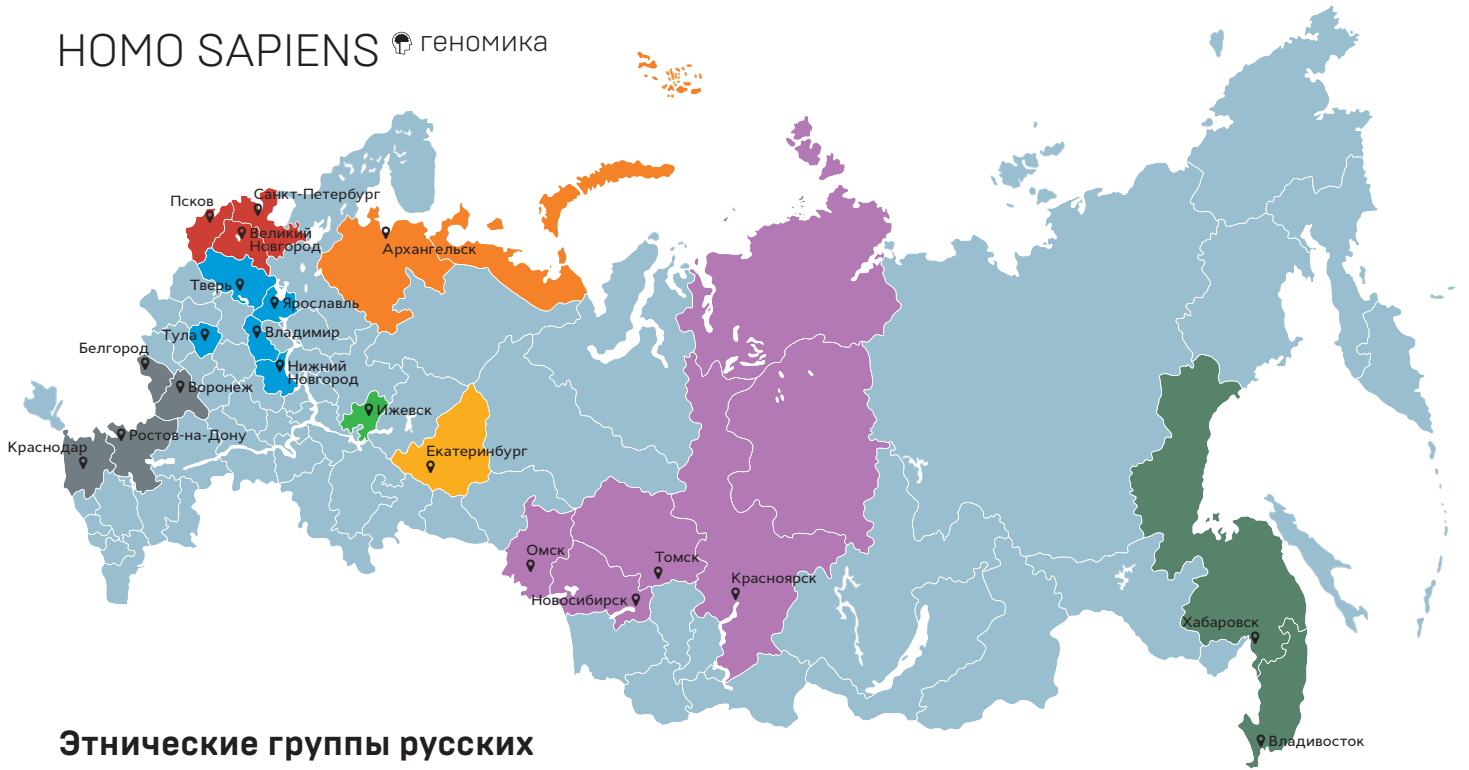 HOMO SAPIENS геномика
Санкт-Петербург
Псков
Великий
Новгород
Архангельск
Тверь
Ярославль
Владимир
Тула
Белгород
Нижний
Новгород
Воронеж
Ижевск
Ростов-на-Дону
Краснодар
Екатеринбург
Омск
Томск
Красноярск
Новосибирск
Хабаровск
Владивосток
Этнические группы русских